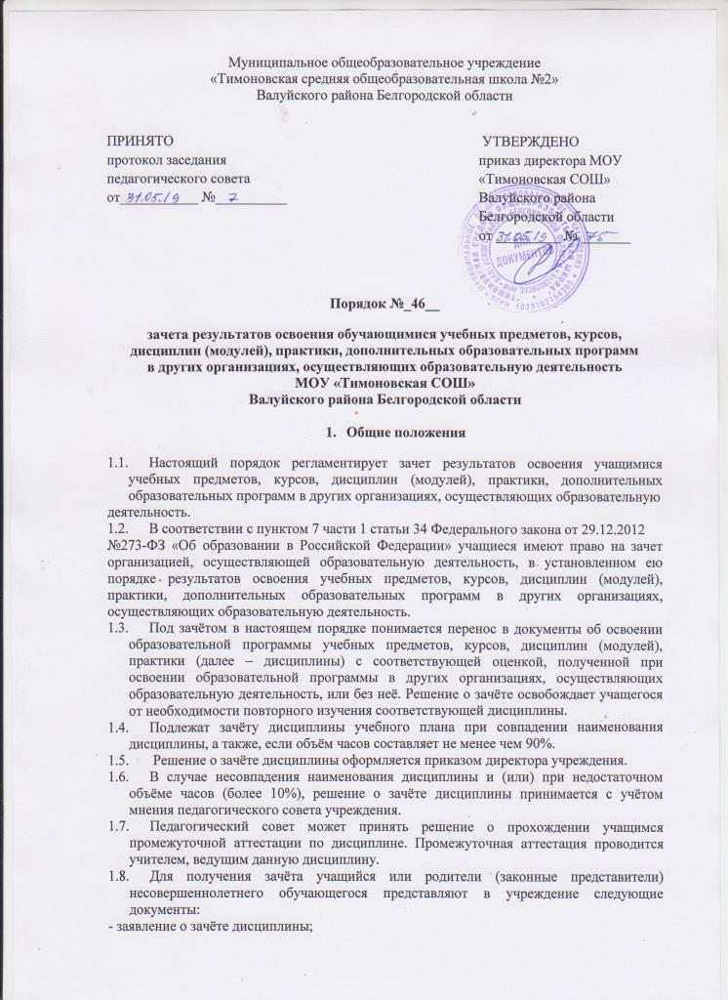 Муниципальное общеобразовательное учреждение
«Тимоновская средняя общеобразовательная школа №2»
Валуйского района Белгородской области
ПРИНЯТО
протокол заседания
педагогического совета
от 31.05.19 № 7
УТВЕРЖДЕНО
приказ директора МОУ
«Тимоновская СОШ»
Валуйского района
Белгородской области
от 31.05.19 № 75
ДЛЯ
ДОКУМЕНТОВ
Порядок №_46__
зачета результатов освоения обучающимися учебных предметов, курсов,
дисциплин (модулей), практики, дополнительных образовательных программ
в других организациях, осуществляющих образовательную деятельность
МОУ «Тимоновская СОШ»
Валуйского района Белгородской области
1. Общие положения
1.1. Настоящий порядок регламентирует зачет результатов освоения учащимися
учебных предметов, курсов, дисциплин (модулей), практики, дополнительных
образовательных программ в других организациях, осуществляющих образовательную
деятельность.
1.2. В соответствии с пунктом 7 части 1 статьи 34 Федерального закона от 29.12.2012
№273-ФЗ «Об образовании в Российской Федерации» учащиеся имеют право на зачет
организацией, осуществляющей образовательную деятельность, в установленном ею
порядке результатов освоения учебных предметов, курсов, дисциплин (модулей),
практики, дополнительных образовательных программ в других организациях,
осуществляющих образовательную деятельность.
1.3. Под зачётом в настоящем порядке понимается перенос в документы об освоении
образовательной программы учебных предметов, курсов, дисциплин (модулей),
практики (далее – дисциплины) с соответствующей оценкой, полученной при
освоении образовательной программы в других организациях, осуществляющих
образовательную деятельность, или без неё. Решение о зачёте освобождает учащегося
от необходимости повторного изучения соответствующей дисциплины.
1.4. Подлежат зачёту дисциплины учебного плана при совпадении наименования
дисциплины, а также, если объём часов составляет не менее чем 90%.
1.5. Решение о зачёте дисциплины оформляется приказом директора учреждения.
1.6. В случае несовпадения наименования дисциплины и (или) при недостаточном
объёме часов (более 10%), решение о зачёте дисциплины принимается с учётом
мнения педагогического совета учреждения.
1.7. Педагогический совет может принять решение о прохождении учащимся
промежуточной аттестации по дисциплине. Промежуточная аттестация проводится
учителем, ведущим данную дисциплину.
1.8. Для получения зачёта учащийся или родители (законные представители)
несовершеннолетнего обучающегося представляют в учреждение следующие
документы:
- заявление о зачёте дисциплины;